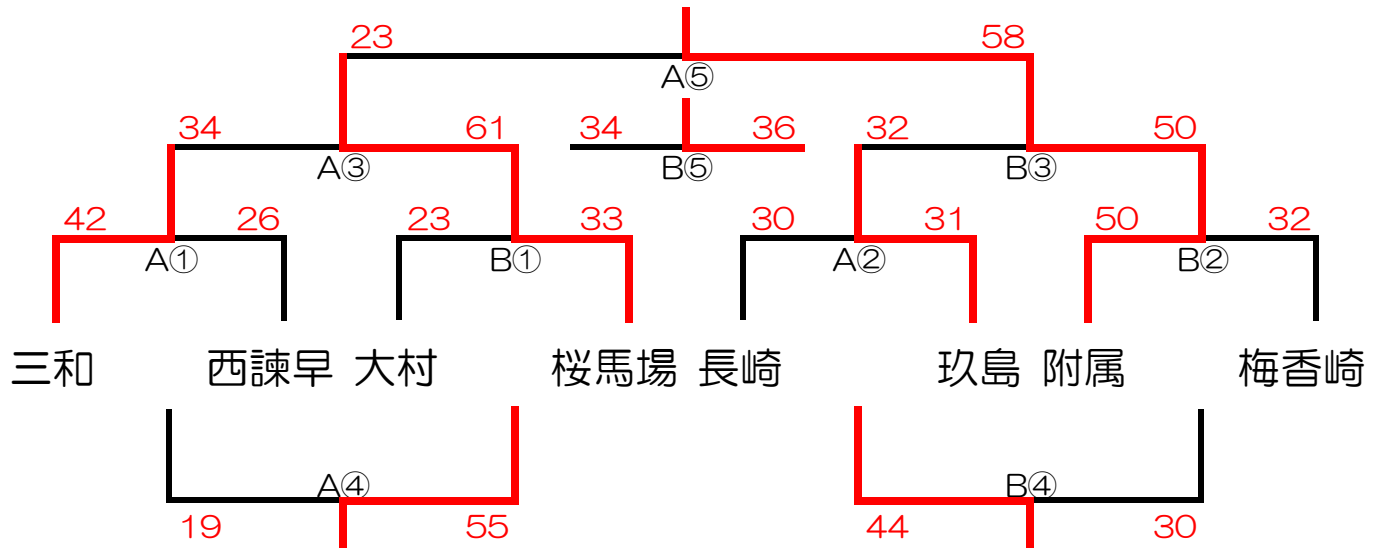 23 58
A⑤
34 61 34 36 32 50
A③ B⑤ B③
42 26 23 33 30 31 50 32
A① B① A② B②
三和 西諫早 大村 桜馬場 長崎 玖島 附属 梅香崎
A④ B④
19 55 44 30